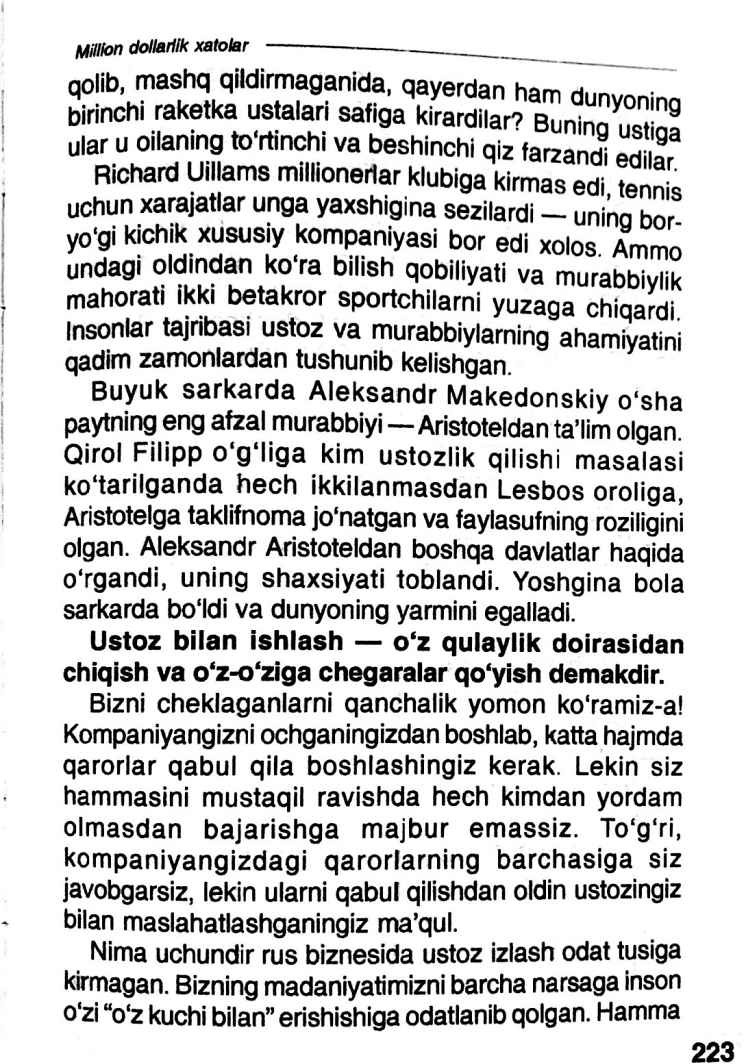 Million dollarlik xatolar
qolib, mashq qildirmaganida, qayerdan ham dunyoning
birinchi raketka ustalari safiga kirardilar? Buning ustiga
ular u oilaning to‘rtinchi va beshinchi qiz farzandi edilar.
Richard Uillams millionerlar klubiga kirmas edi, tennis
uchun xarajatlar unga yaxshigina sezilardi — uning bor-
yo‘gi kichik xususiy kompaniyasi bor edi xolos. Ammo
undagi oldindan ko‘ra bilish qobiliyati va murabbiylik
mahorati ikki betakror sportchilarni yuzaga chiqardi.
Insonlar tajribasi ustoz va murabbiylarning ahamiyatini
qadim zamonlardan tushunib kelishgan.
Buyuk sarkarda Aleksandr Makedonskiy o‘sha
paytning eng afzal murabbiyi — Aristoteldan ta’lim olgan.
Qirol Filipp o‘g‘liga kim ustozlik qilishi masalasi
ko‘tarilganda hech ikkilanmasdan Lesbos oroliga,
Aristotelga taklifnoma jo‘natgan va faylasufning roziligini
olgan. Aleksandr Aristoteldan boshqa davlatlar haqida
o‘rgandi, uning shaxsiyati toblandi. Yoshgina bola
sarkarda bo‘ldi va dunyoning yarmini egalladi.
Ustoz bilan ishlash — o‘z qulaylik doirasidan
chiqish va o‘z-o‘ziga chegaralar qo‘yish demakdir.
Bizni cheklaganlarni qanchalik yomon ko‘ramiz-a!
Kompaniyangizni ochganingizdan boshlab, katta hajmda
qarorlar qabul qila boshlashingiz kerak. Lekin siz
hammasini mustaqil ravishda hech kimdan yordam
olmasdan bajarishga majbur emassiz. To‘g‘ri,
kompaniyangizdagi qarorlarning barchasiga siz
javobgarsiz, lekin ularni qabul qilishdan oldin ustozingiz
bilan maslahatlashganingiz ma’qul.
Nima uchundir rus biznesida ustoz izlash odat tusiga
kirmagan. Bizning madaniyatimizni barcha narsaga inson
o‘zi “o‘z kuchi bilan” erishishiga odatlanib qolgan. Hamma
223